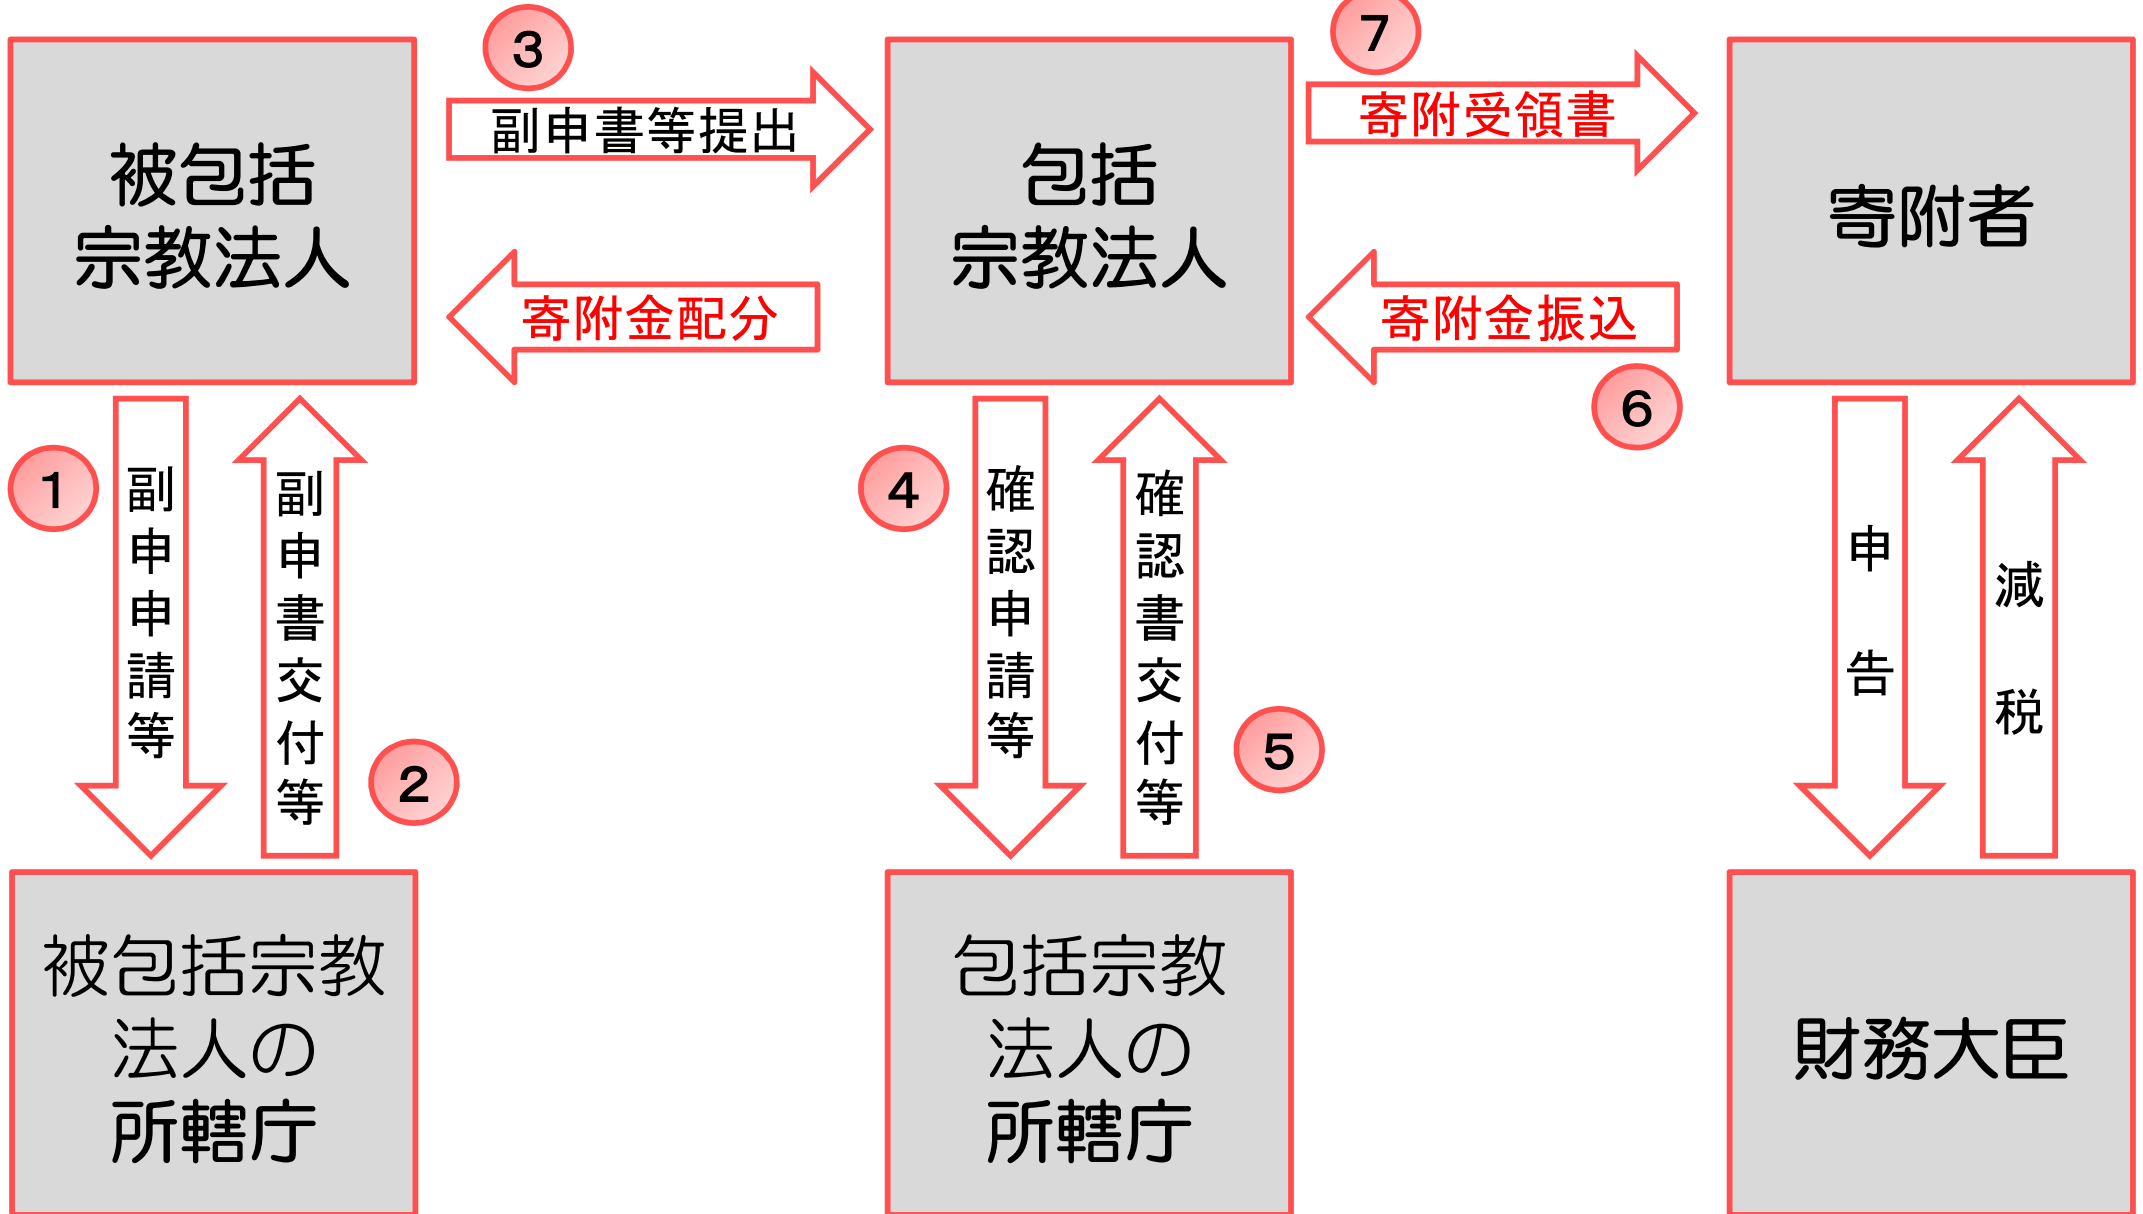 3
7
被包括
宗教法人
副申書等提出
寄附金配分
包括
宗教法人
寄附受領書
寄附金振込
寄附者
6
1
副申申請等
副申書交付等
2
4
確認申請等
確認書交付等
5
申告
減税
被包括宗教
法人の
所轄庁
包括宗教
法人の
所轄庁
財務大臣